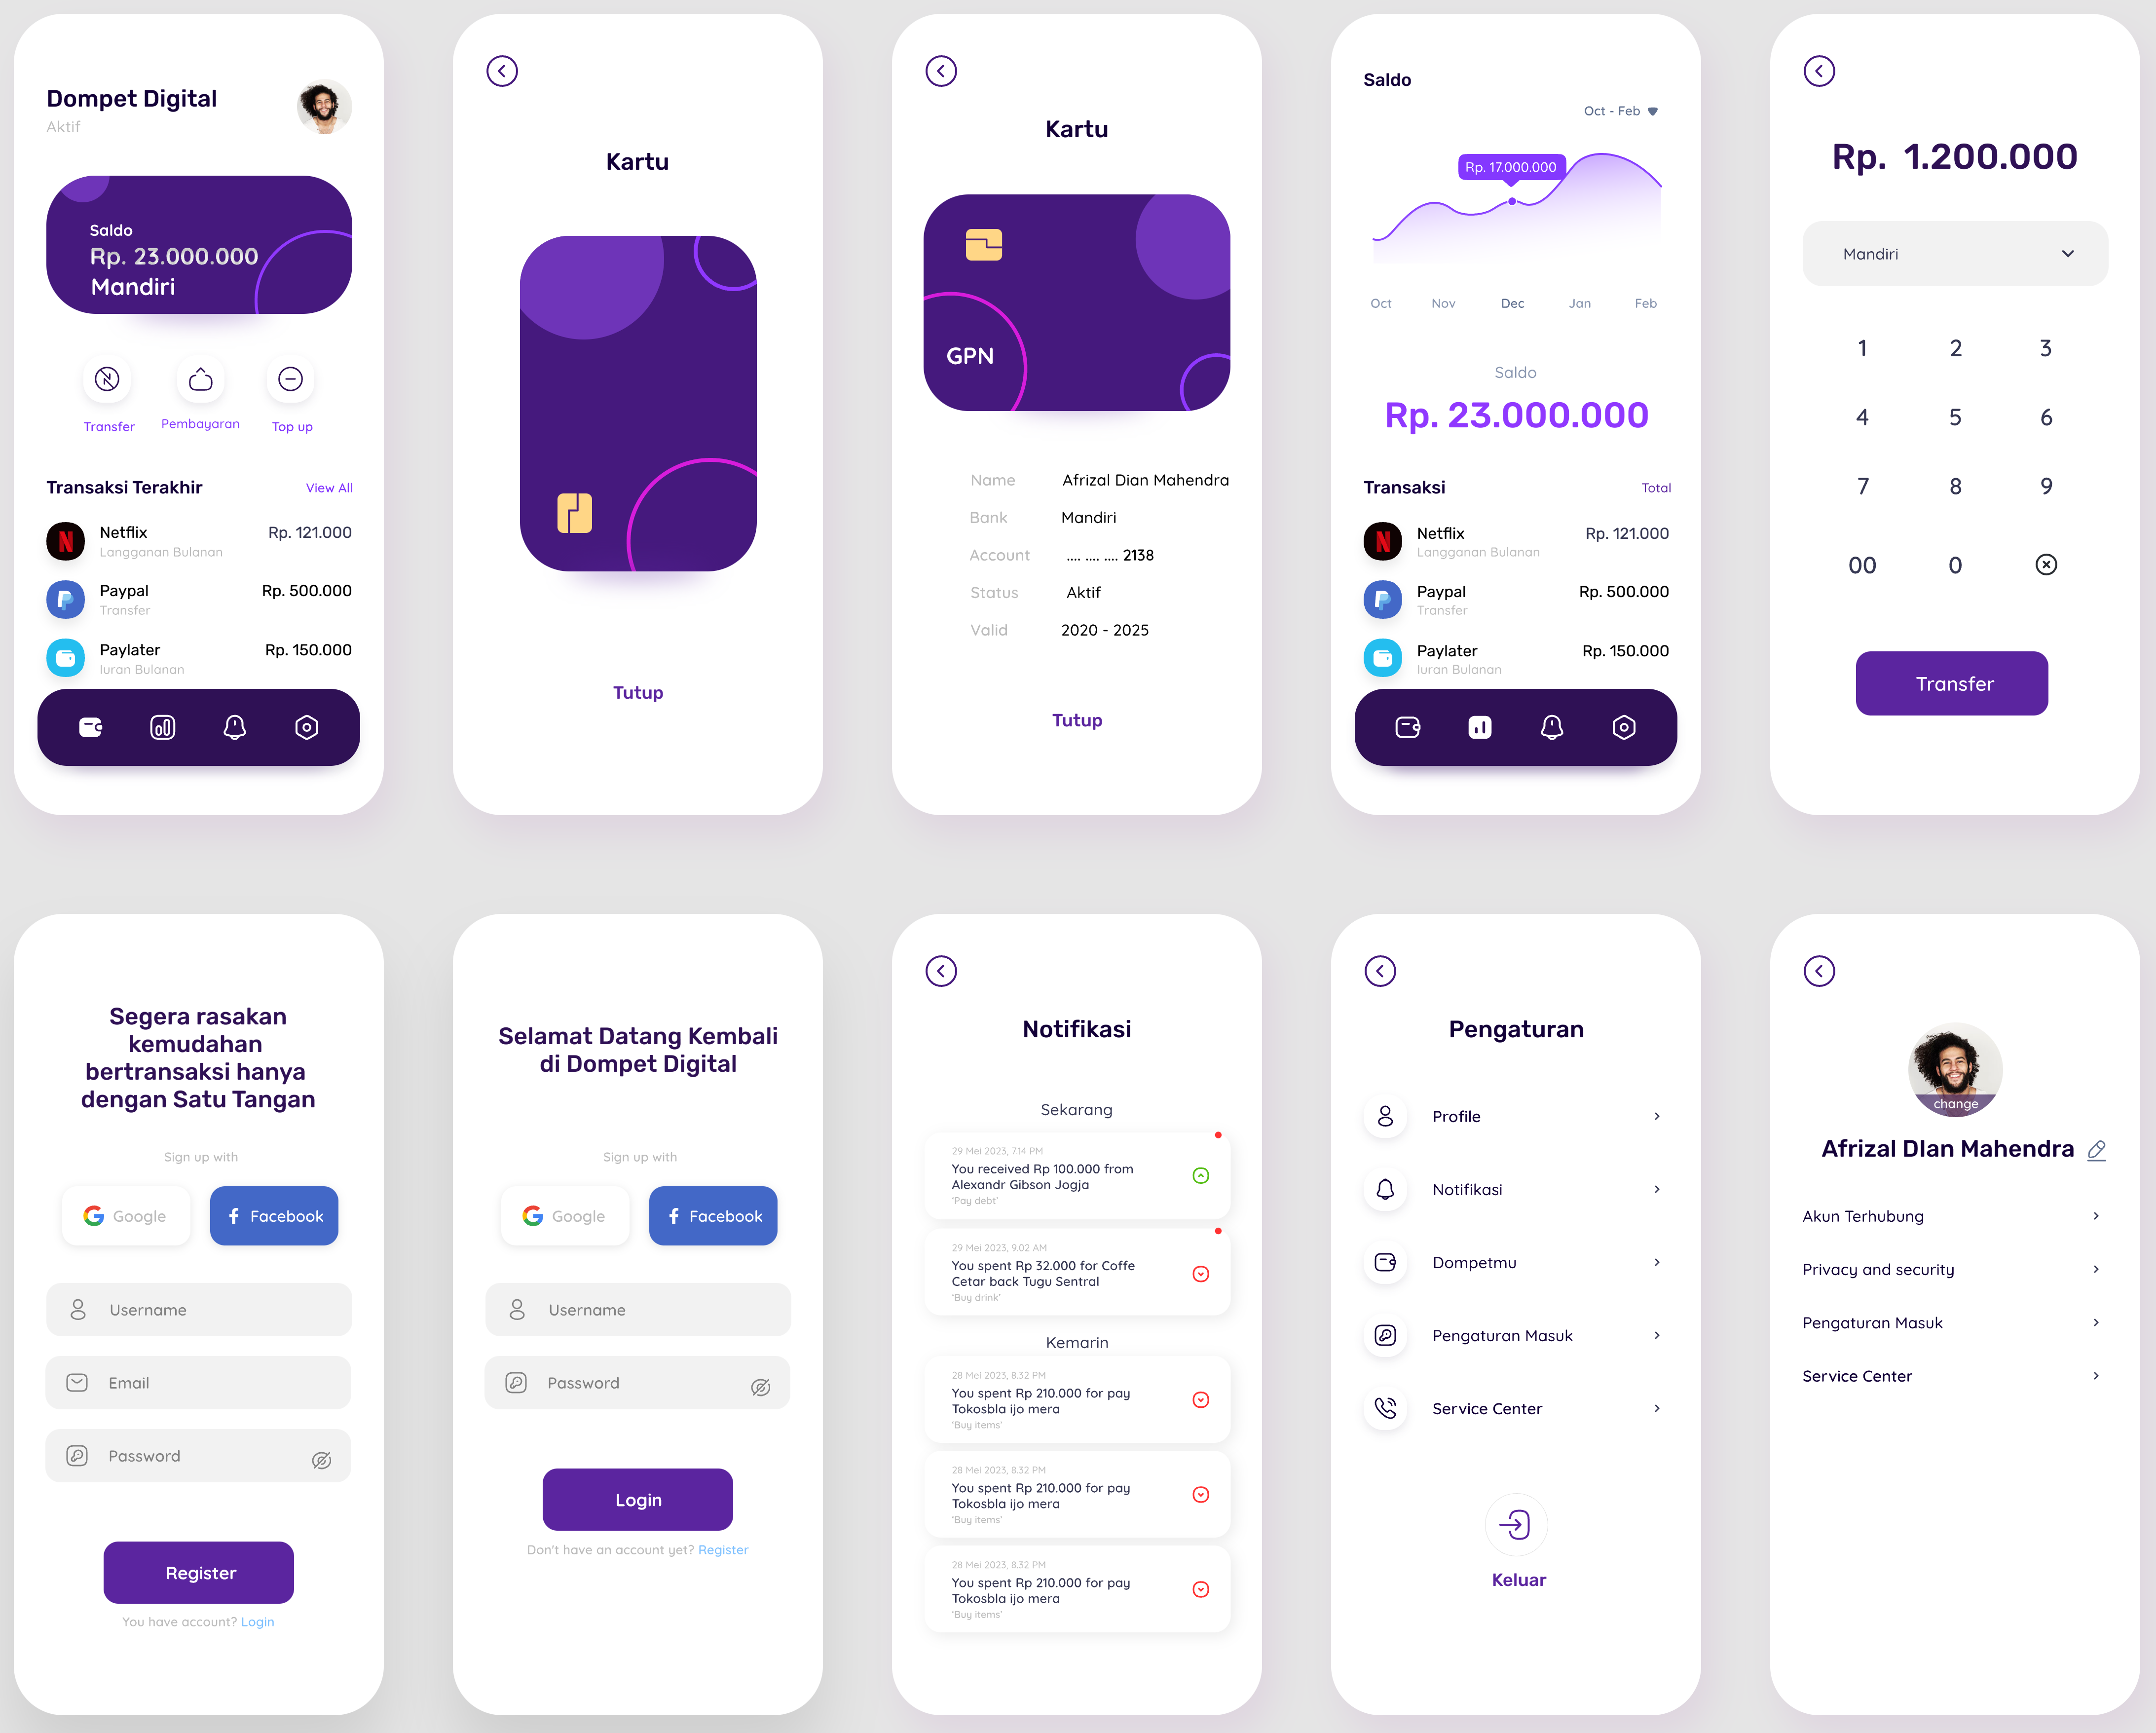 Dompet Digital
Aktif
Saldo
Rp. 23.000.000
Mandiri
Transfer
Pembayaran
Top up
Transaksi Terakhir
View All
Netflix
Rp. 121.000
Langganan Bulanan
Paypal
Rp. 500.000
Transfer
Paylater
Rp. 150.000
Iuran Bulanan
Kartu
Tutup
Kartu
GPN
Name Afrizal Dian Mahendra
Bank Mandiri
Account .... .... .... 2138
Status Aktif
Valid 2020 - 2025
Tutup
Saldo
Oct - Feb
Rp. 17.000.000
Oct Nov Dec Jan Feb
Saldo
Rp. 23.000.000
Transaksi
Total
Netflix
Rp. 121.000
Langganan Bulanan
Paypal
Rp. 500.000
Transfer
Paylater
Rp. 150.000
Iuran Bulanan
Rp. 1.200.000
Mandiri
1 2 3
4 5 6
7 8 9
00 0
Transfer
Segera rasakan
kemudahan
bertransaksi hanya
dengan Satu Tangan
Sign up with
Google
Facebook
Username
Email
Password
Register
You have account? Login
Selamat Datang Kembali
di Dompet Digital
Sign up with
Google
Facebook
Username
Password
Login
Don't have an account yet? Register
Notifikasi
Sekarang
29 Mei 2023, 7.14 PM
You received Rp 100.000 from
Alexandr Gibson Jogja
'Pay debt'
29 Mei 2023, 9.02 AM
You spent Rp 32.000 for Coffe
Cetar back Tugu Sentral
'Buy drink'
Kemarin
28 Mei 2023, 8.32 PM
You spent Rp 210.000 for pay
Tokosbla ijo mera
'Buy items'
28 Mei 2023, 8.32 PM
You spent Rp 210.000 for pay
Tokosbla ijo mera
'Buy items'
28 Mei 2023, 8.32 PM
You spent Rp 210.000 for pay
Tokosbla ijo mera
'Buy items'
Pengaturan
Profile
Notifikasi
Dompetmu
Pengaturan Masuk
Service Center
Keluar
change
Afrizal DIan Mahendra
Akun Terhubung
Privacy and security
Pengaturan Masuk
Service Center